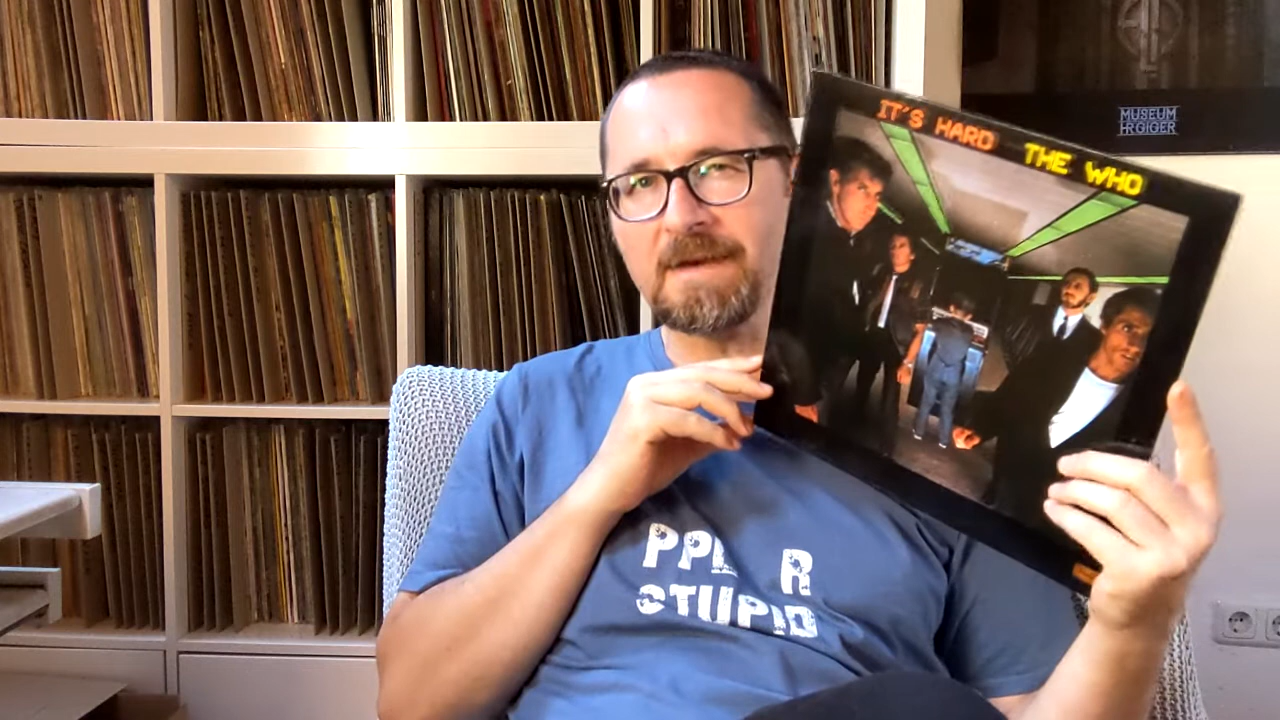 IT'S HARD
THE WHO
MUSEUM
HR GIGER
STUPID